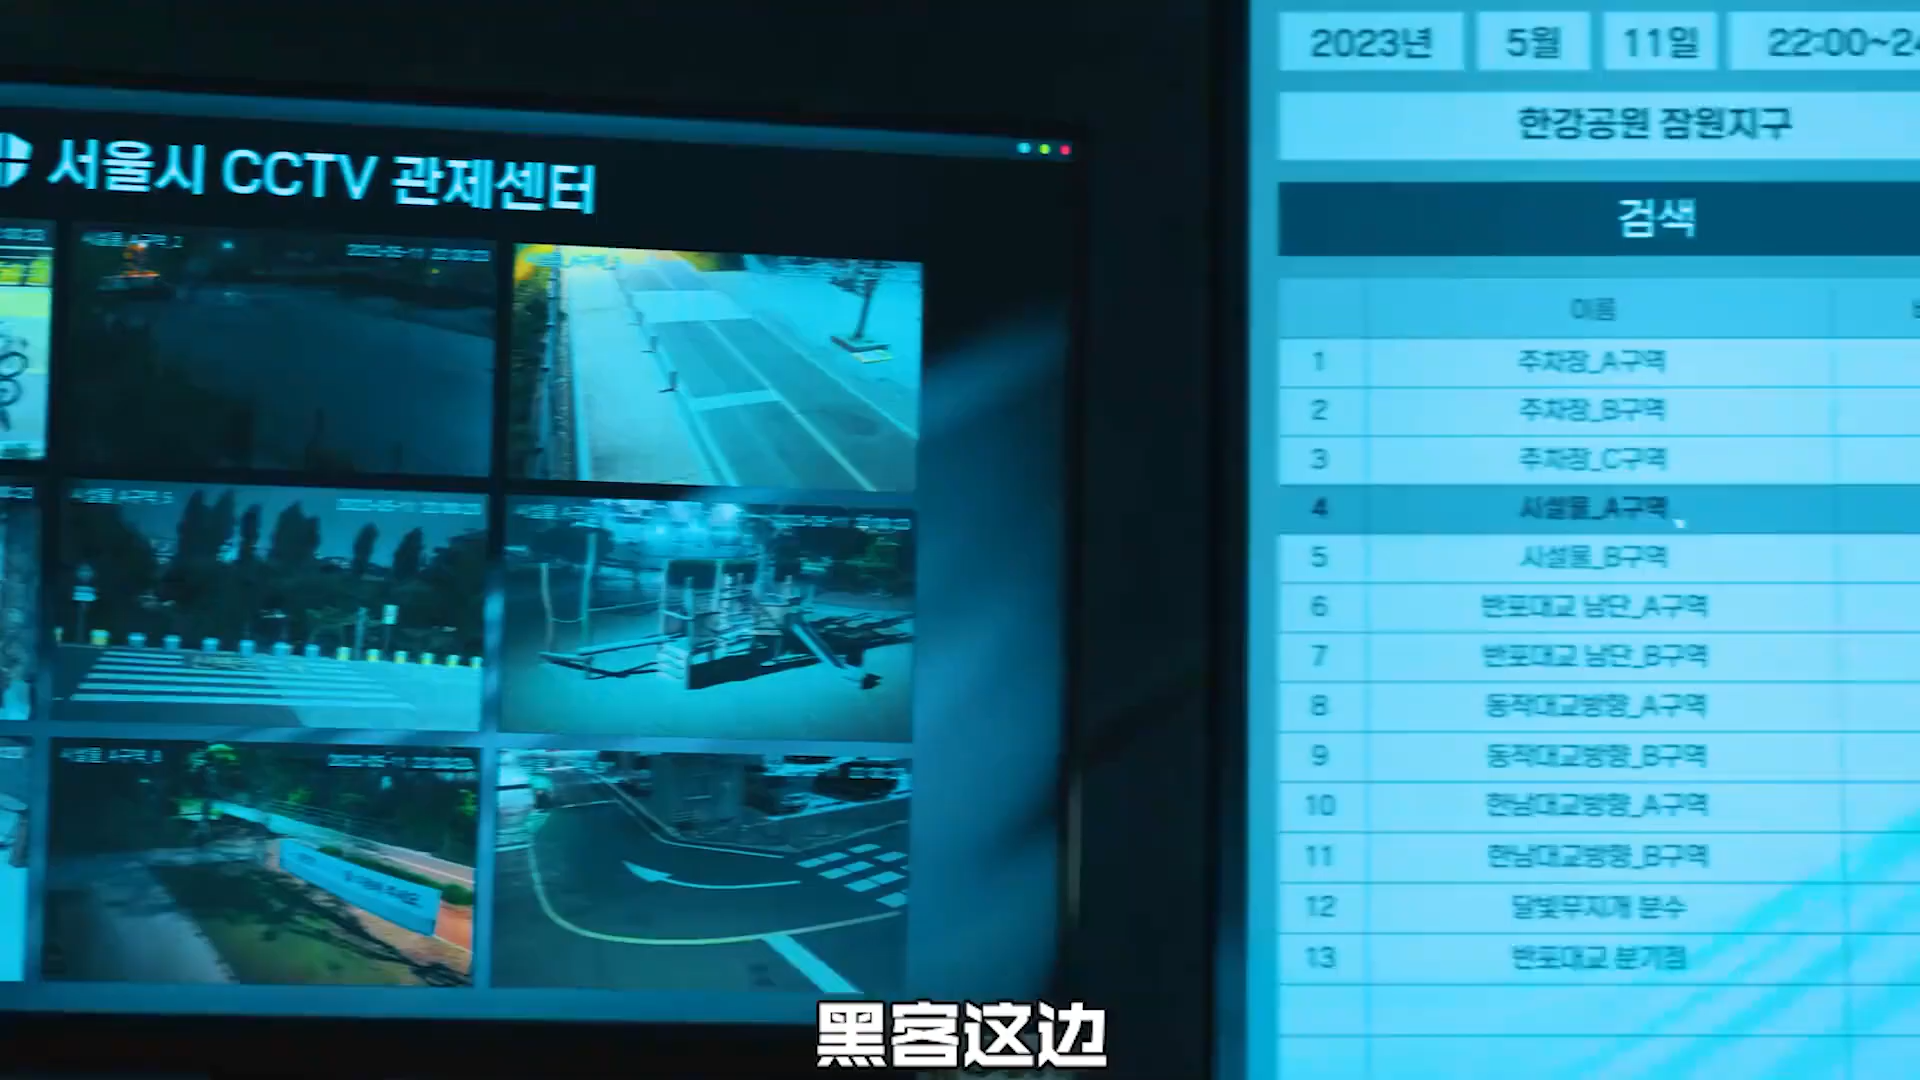 서울시 CCTV 관제센터
2023년 5월 11일 22:00~24
한강공원 잠원지구
검색
이름
1 주차장_A구역
2 주차장_B구역
3 주차장_C구역
4 시설물_A구역
5 시설물_B구역
6 반포대교 남단_A구역
7 반포대교 남단_B구역
8 동작대교방향_A구역
9 동작대교방향_B구역
10 한남대교방향_A구역
11 한남대교방향_B구역
12 달빛무지개 분수
13 반포대교 분기점
黑客这边